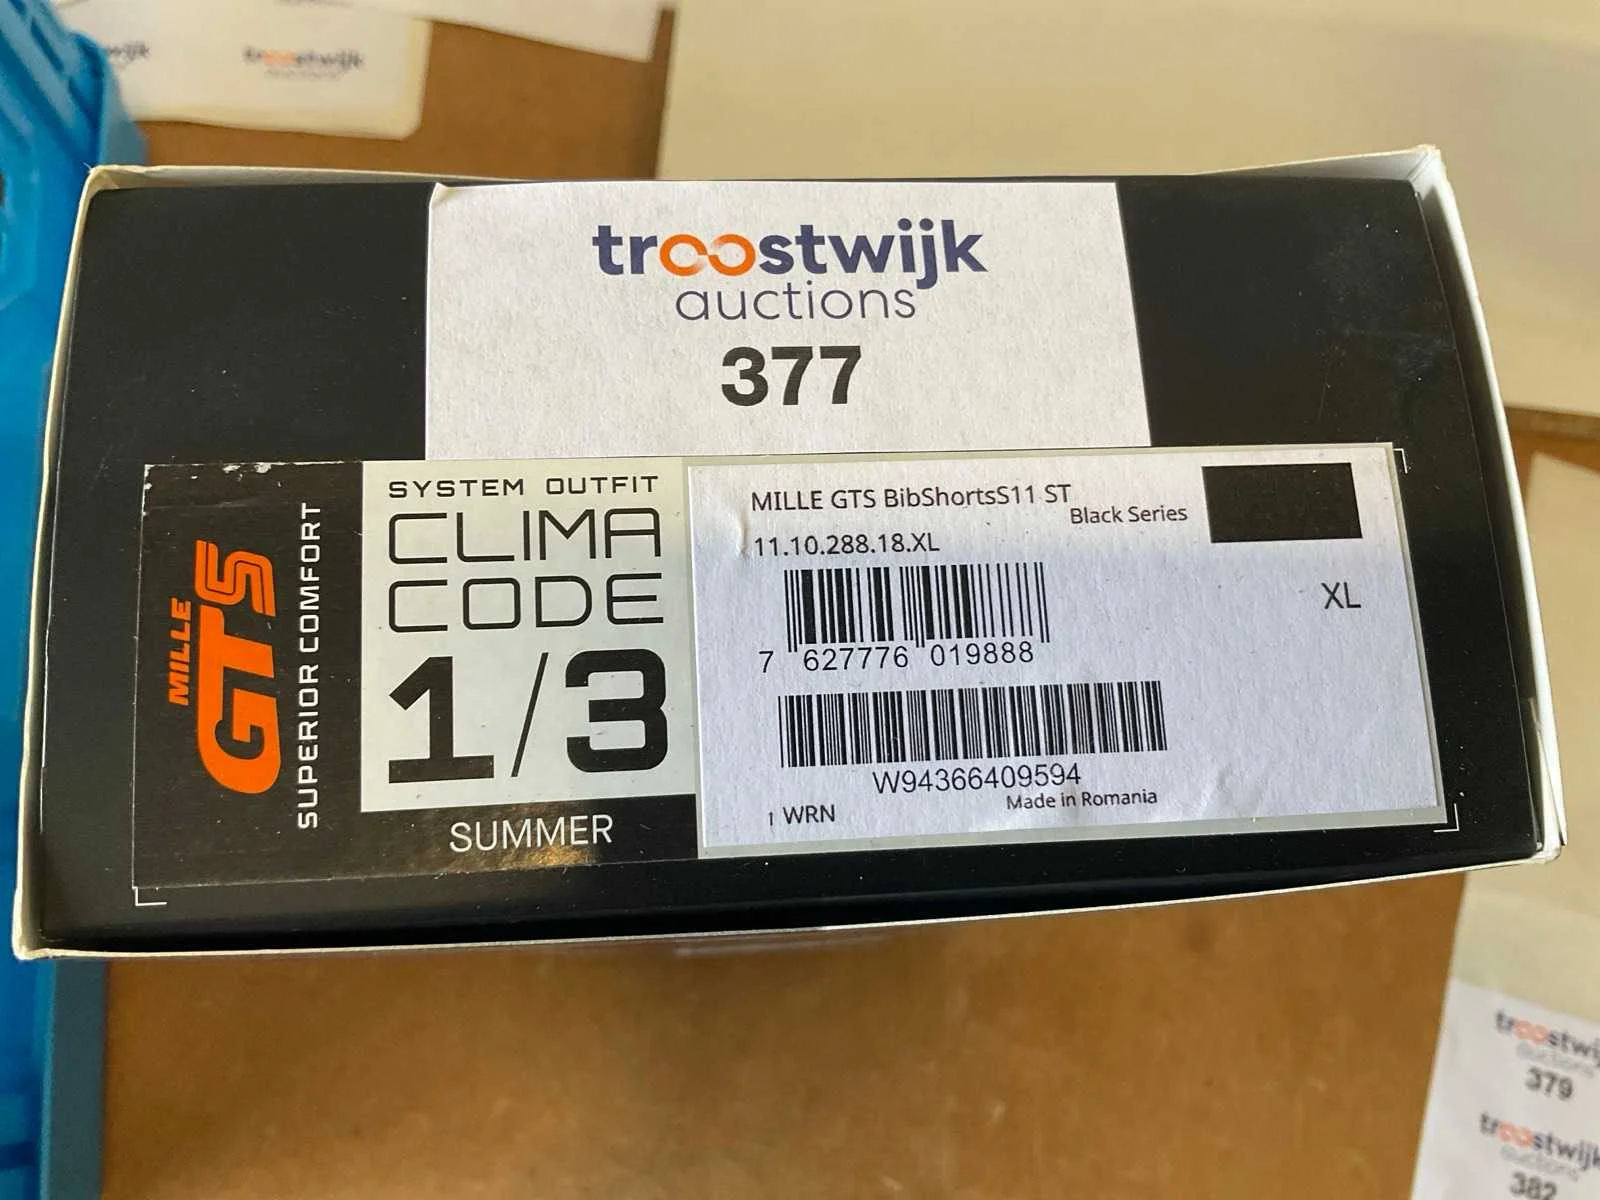 troostwijk
troostwijk
auctions
377
MILLE
GTS
SUPERIOR COMFORT
SYSTEM OUTFIT
CLIMA
CODE
1/3
SUMMER
MILLE GTS BibShortsS11 ST
Black Series
11.10.288.18.XL
XL
7 627776 019888
W94366409594
Made in Romania
WRN
379
troostwijk
auctions
382